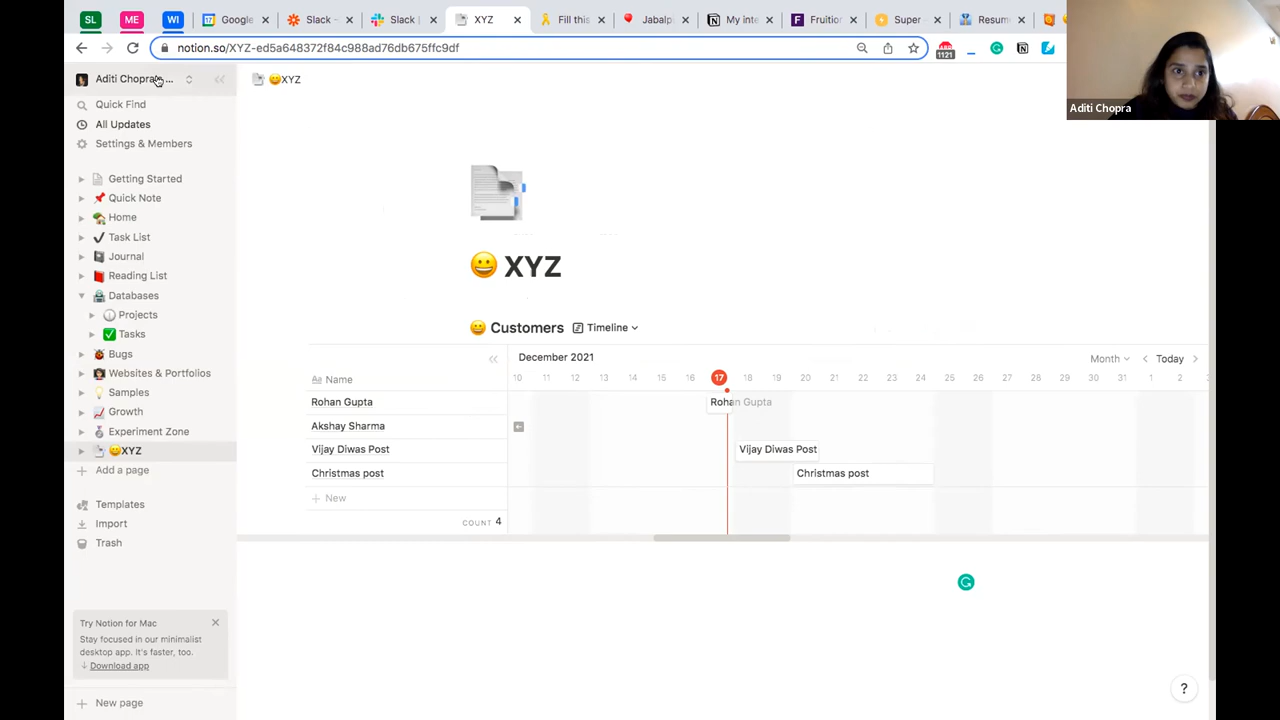 SL
ME
WI
Google
Slack -
Slack |
XYZ
Fill this
Jabalp
My inte
Fruition
Super -
Resum
notion.so/XYZ-ed5a648372f84c988ad76db675ffc9df
1121
Aditi Chopra
Aditi Chopra...
Quick Find
All Updates
Settings & Members
Getting Started
Quick Note
Home
Task List
Journal
Reading List
Databases
Projects
Tasks
Bugs
Websites & Portfolios
Samples
Growth
Experiment Zone
😀XYZ
Add a page
Templates
Import
Trash
Try Notion for Mac
Stay focused in our minimalist
desktop app. It's faster, too.
↓ Download app
New page
😀XYZ
😀 XYZ
😀 Customers Timeline
December 2021
Month
Today
10 11 12 13 14 15 16 17 18 19 20 21 22 23 24 25 26 27 28 29 30 31 1 2
Aa Name
Rohan Gupta
Rohan Gupta
Akshay Sharma
Vijay Diwas Post
Vijay Diwas Post
Christmas post
Christmas post
+ New
COUNT 4
?